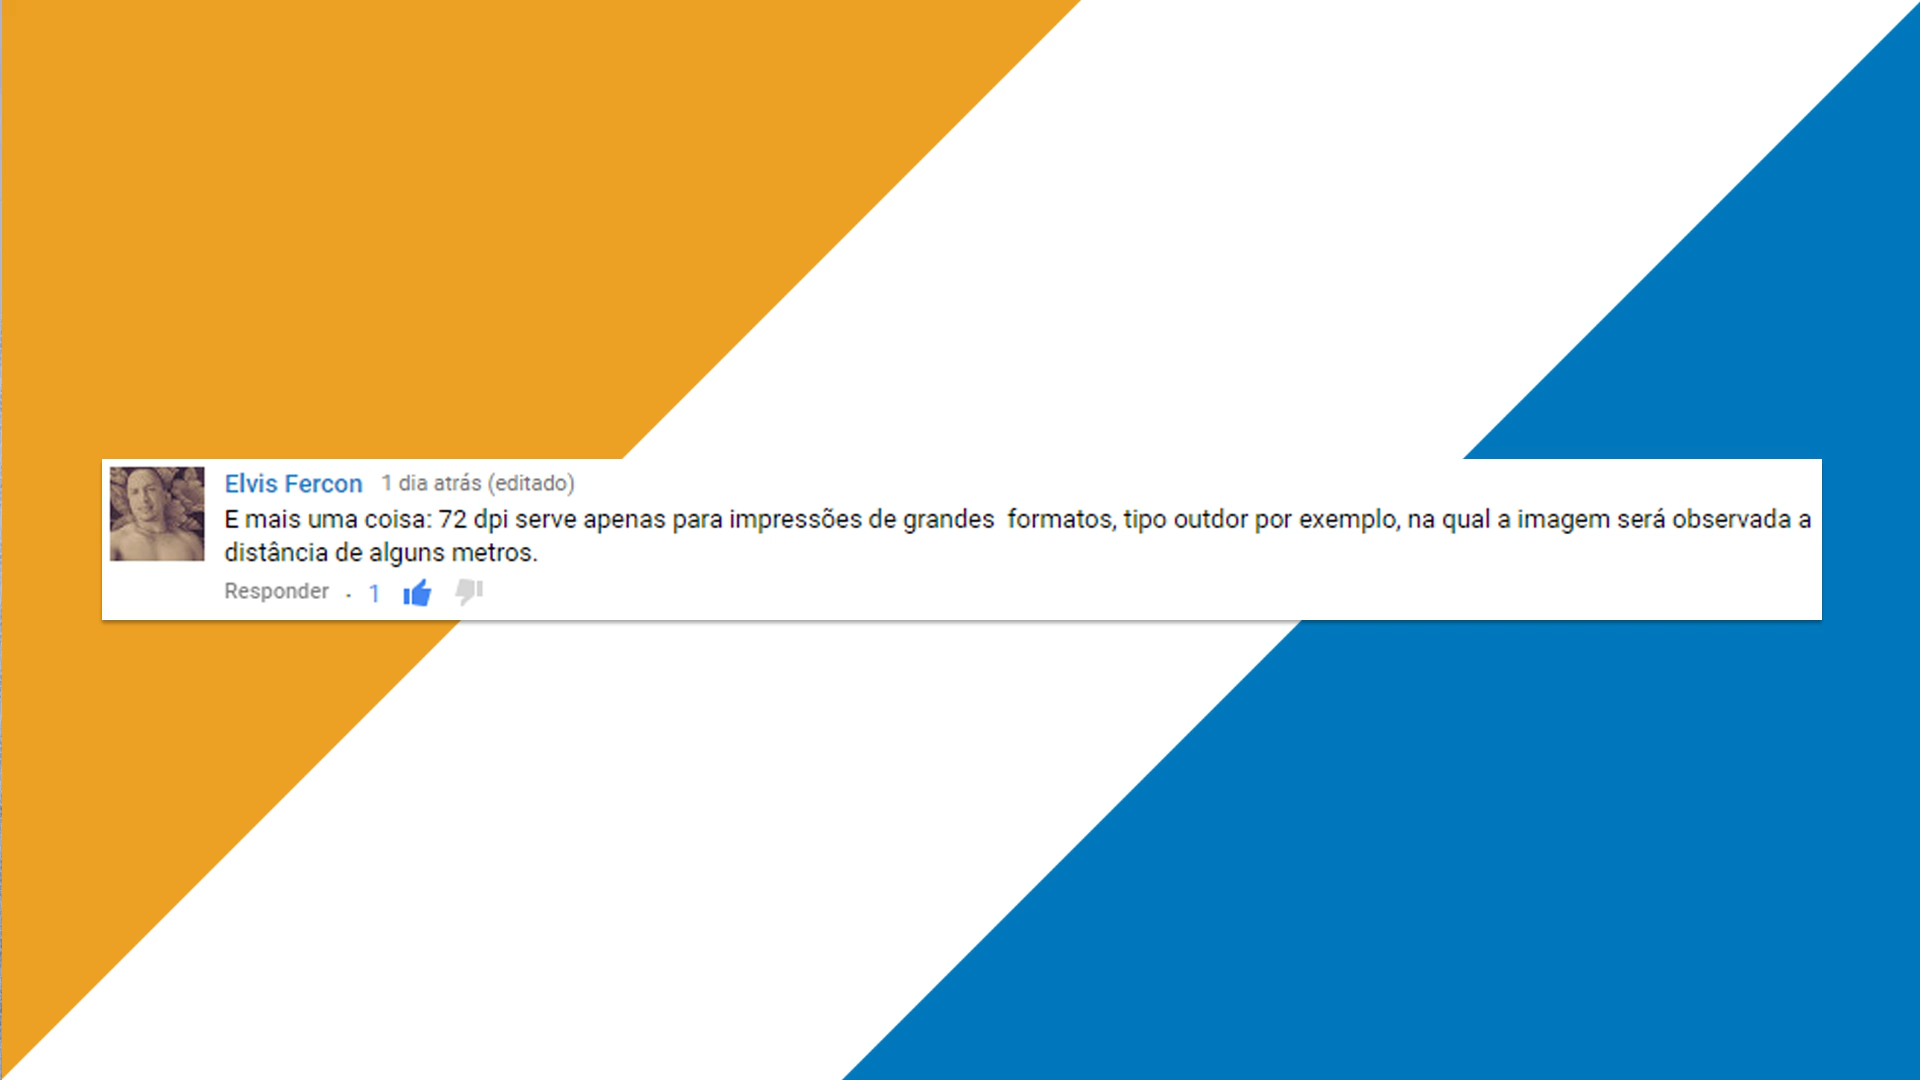 Elvis Fercon 1 dia atrás (editado)
E mais uma coisa: 72 dpi serve apenas para impressões de grandes  formatos, tipo outdor por exemplo, na qual a imagem será observada a
distância de alguns metros.
Responder . 1